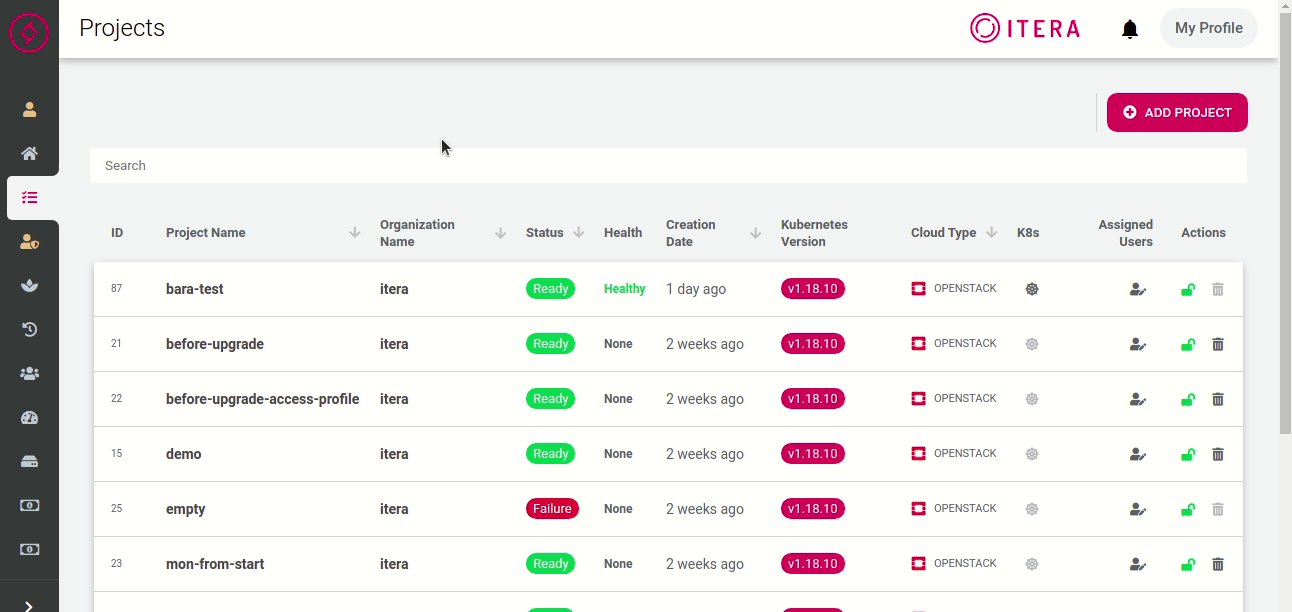 Projects
ITERA
My Profile
ADD PROJECT
Search
ID Project Name Organization Name Status Health Creation Date Kubernetes Version Cloud Type K8s Assigned Users Actions
87 bara-test itera Ready Healthy 1 day ago v1.18.10 OPENSTACK
21 before-upgrade itera Ready None 2 weeks ago v1.18.10 OPENSTACK
22 before-upgrade-access-profile itera Ready None 2 weeks ago v1.18.10 OPENSTACK
15 demo itera Ready None 2 weeks ago v1.18.10 OPENSTACK
25 empty itera Failure None 2 weeks ago v1.18.10 OPENSTACK
23 mon-from-start itera Ready None 2 weeks ago v1.18.10 OPENSTACK